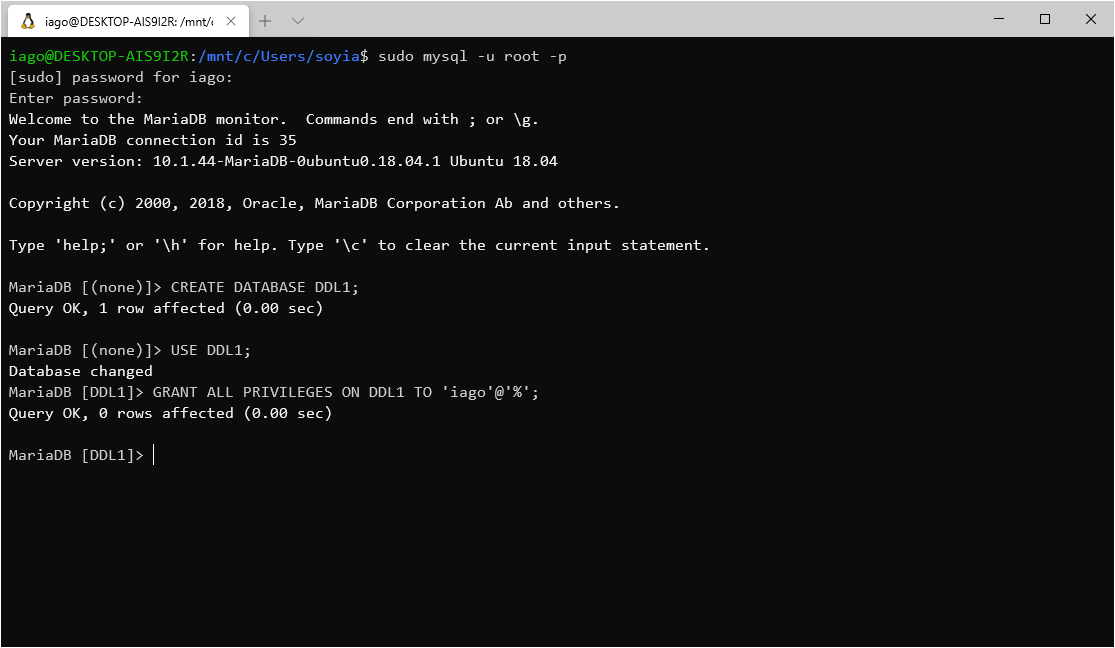 iago@DESKTOP-AIS9I2R: /mnt/c
iago@DESKTOP-AIS9I2R:/mnt/c/Users/soyia$ sudo mysql -u root -p
[sudo] password for iago:
Enter password:
Welcome to the MariaDB monitor.  Commands end with ; or \g.
Your MariaDB connection id is 35
Server version: 10.1.44-MariaDB-0ubuntu0.18.04.1 Ubuntu 18.04
Copyright (c) 2000, 2018, Oracle, MariaDB Corporation Ab and others.
Type 'help;' or '\h' for help. Type '\c' to clear the current input statement.
MariaDB [(none)]> CREATE DATABASE DDL1;
Query OK, 1 row affected (0.00 sec)
MariaDB [(none)]> USE DDL1;
Database changed
MariaDB [DDL1]> GRANT ALL PRIVILEGES ON DDL1 TO 'iago'@'%';
Query OK, 0 rows affected (0.00 sec)
MariaDB [DDL1]>